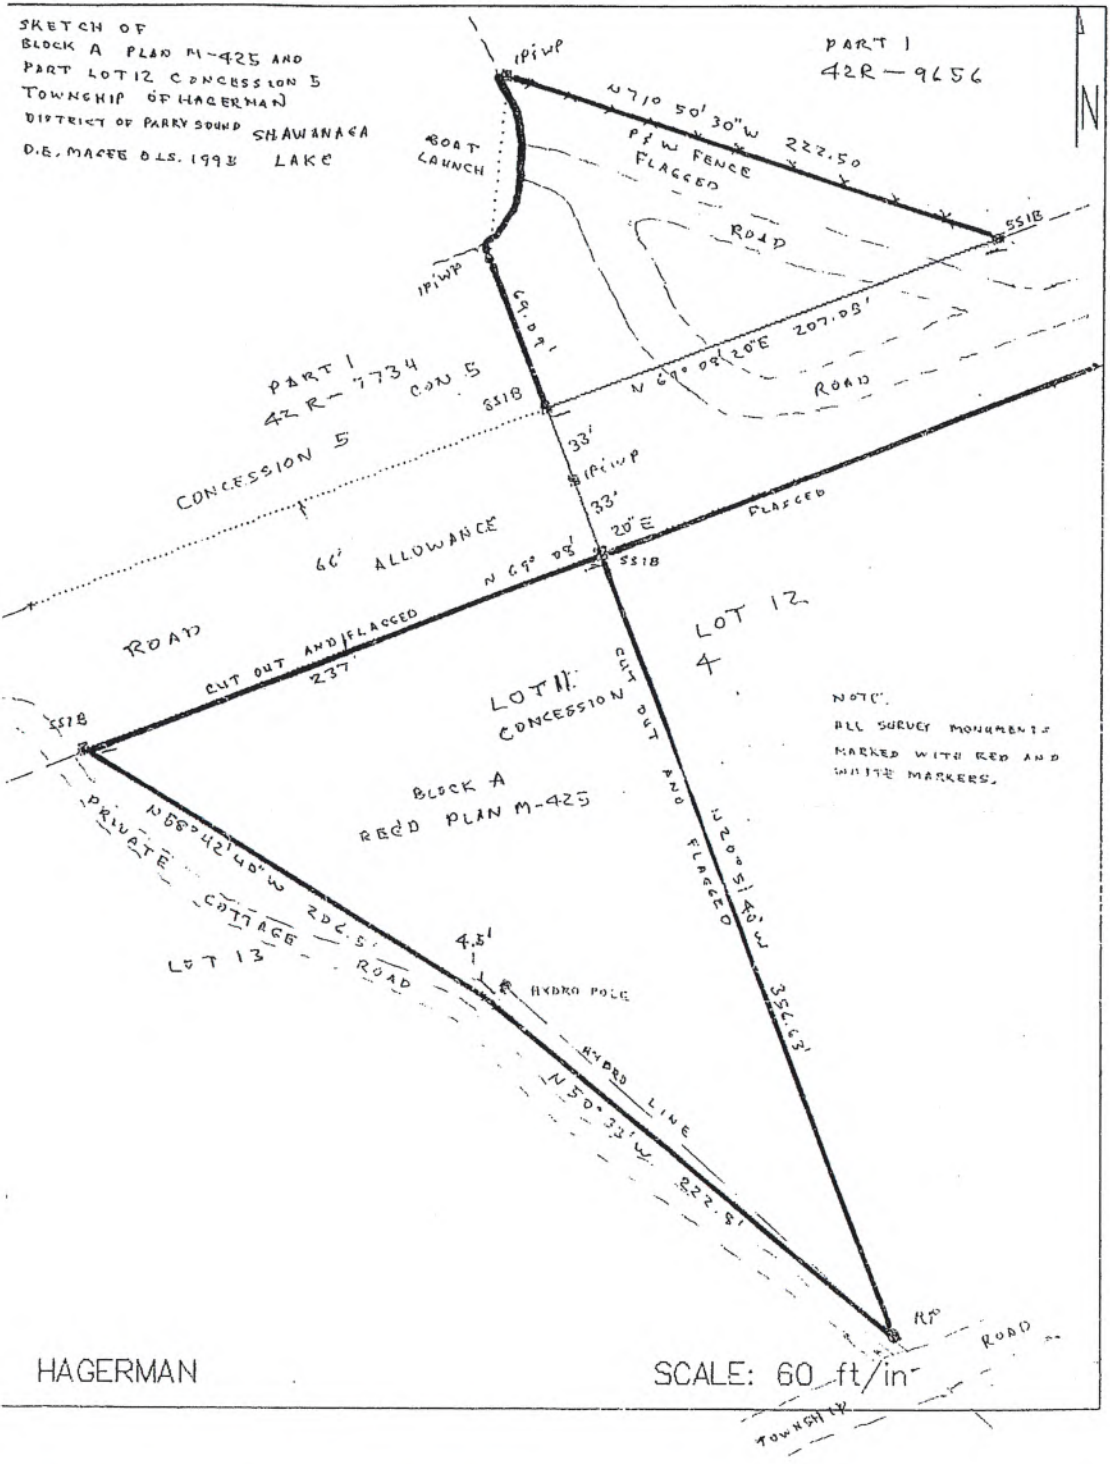 SKETCH OF
BLOCK A PLAN M-425 AND
PART LOT 12 CONCESSION 5
TOWNSHIP OF HAGERMAN
DISTRICT OF PARRY SOUND SHAWANAGA
D.E. MAGEE O.L.S. 1993 LAKE
IPiWP
PART 1
42R-9656
N
BOAT
LAUNCH
N 71° 50' 30" W 222.50
P & W FENCE
FLAGGED
ROAD
SSIB
IPiWP
69.09'
N 69° 08' 20" E 207.05'
ROAD
PART 1
42R-7734
CON 5
SSIB
CONCESSION 5
33'
IPiWP
33'
66' ALLOWANCE
N 69° 08' 20" E
SSIB
FLAGGED
ROAD
CUT OUT AND FLAGGED
237'
LOT 12
4
LOT 11
CONCESSION
SSIB
NOTE.
ALL SURVEY MONUMENTS
MARKED WITH RED AND
WHITE MARKERS.
BLOCK A
REC'D PLAN M-425
CUT OUT AND FLAGGED
N 20° 51' 40" W 356.63'
N 58° 42' 40" W 206.5'
PRIVATE COTTAGE ROAD
LOT 13
4.5'
HYDRO POLE
HYDRO LINE
N 50° 33' W 222.8'
RP
ROAD
HAGERMAN
SCALE: 60 ft/in
TOWNSHIP